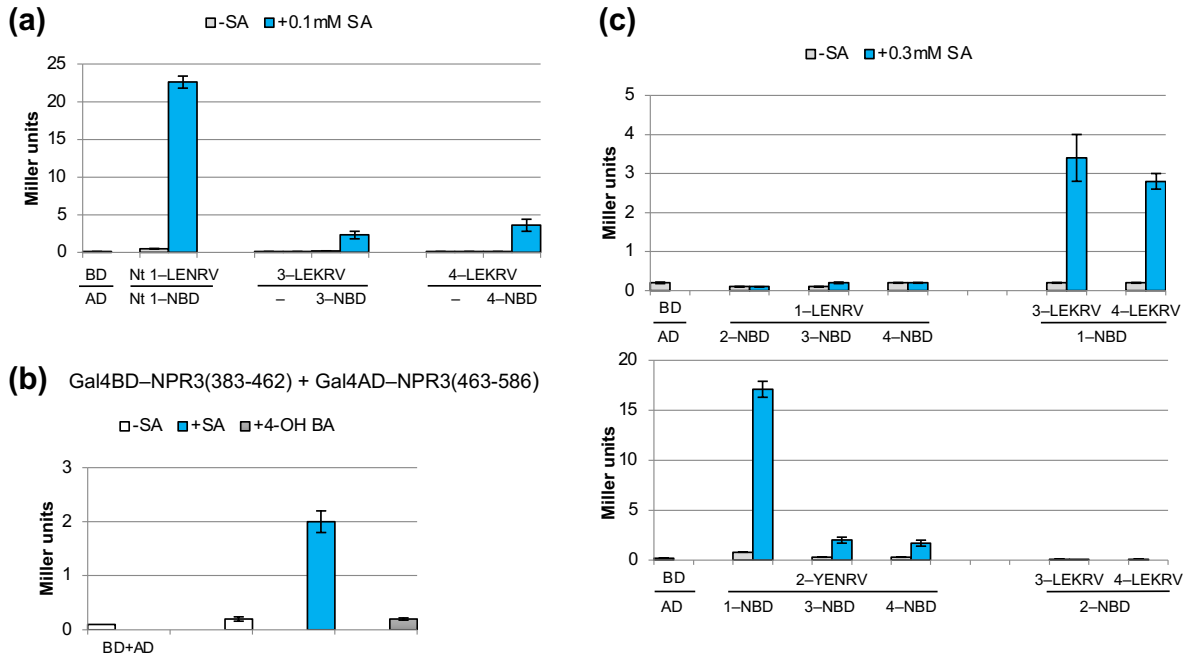 (a)
-SA +0.1mM SA
Miller units
25
20
15
10
5
0
BD Nt 1–LENRV 3–LEKRV 4–LEKRV
AD Nt 1–NBD – 3–NBD – 4–NBD
(b) Gal4BD–NPR3(383-462) + Gal4AD–NPR3(463-586)
-SA +SA +4-OH BA
Miller units
3
2
1
0
BD+AD
(c)
-SA +0.3mM SA
Miller units
5
4
3
2
1
0
BD 1–LENRV 3–LEKRV 4–LEKRV
AD 2–NBD 3–NBD 4–NBD 1–NBD
Miller units
20
15
10
5
0
BD 2–YENRV 3–LEKRV 4–LEKRV
AD 1–NBD 3–NBD 4–NBD 2–NBD